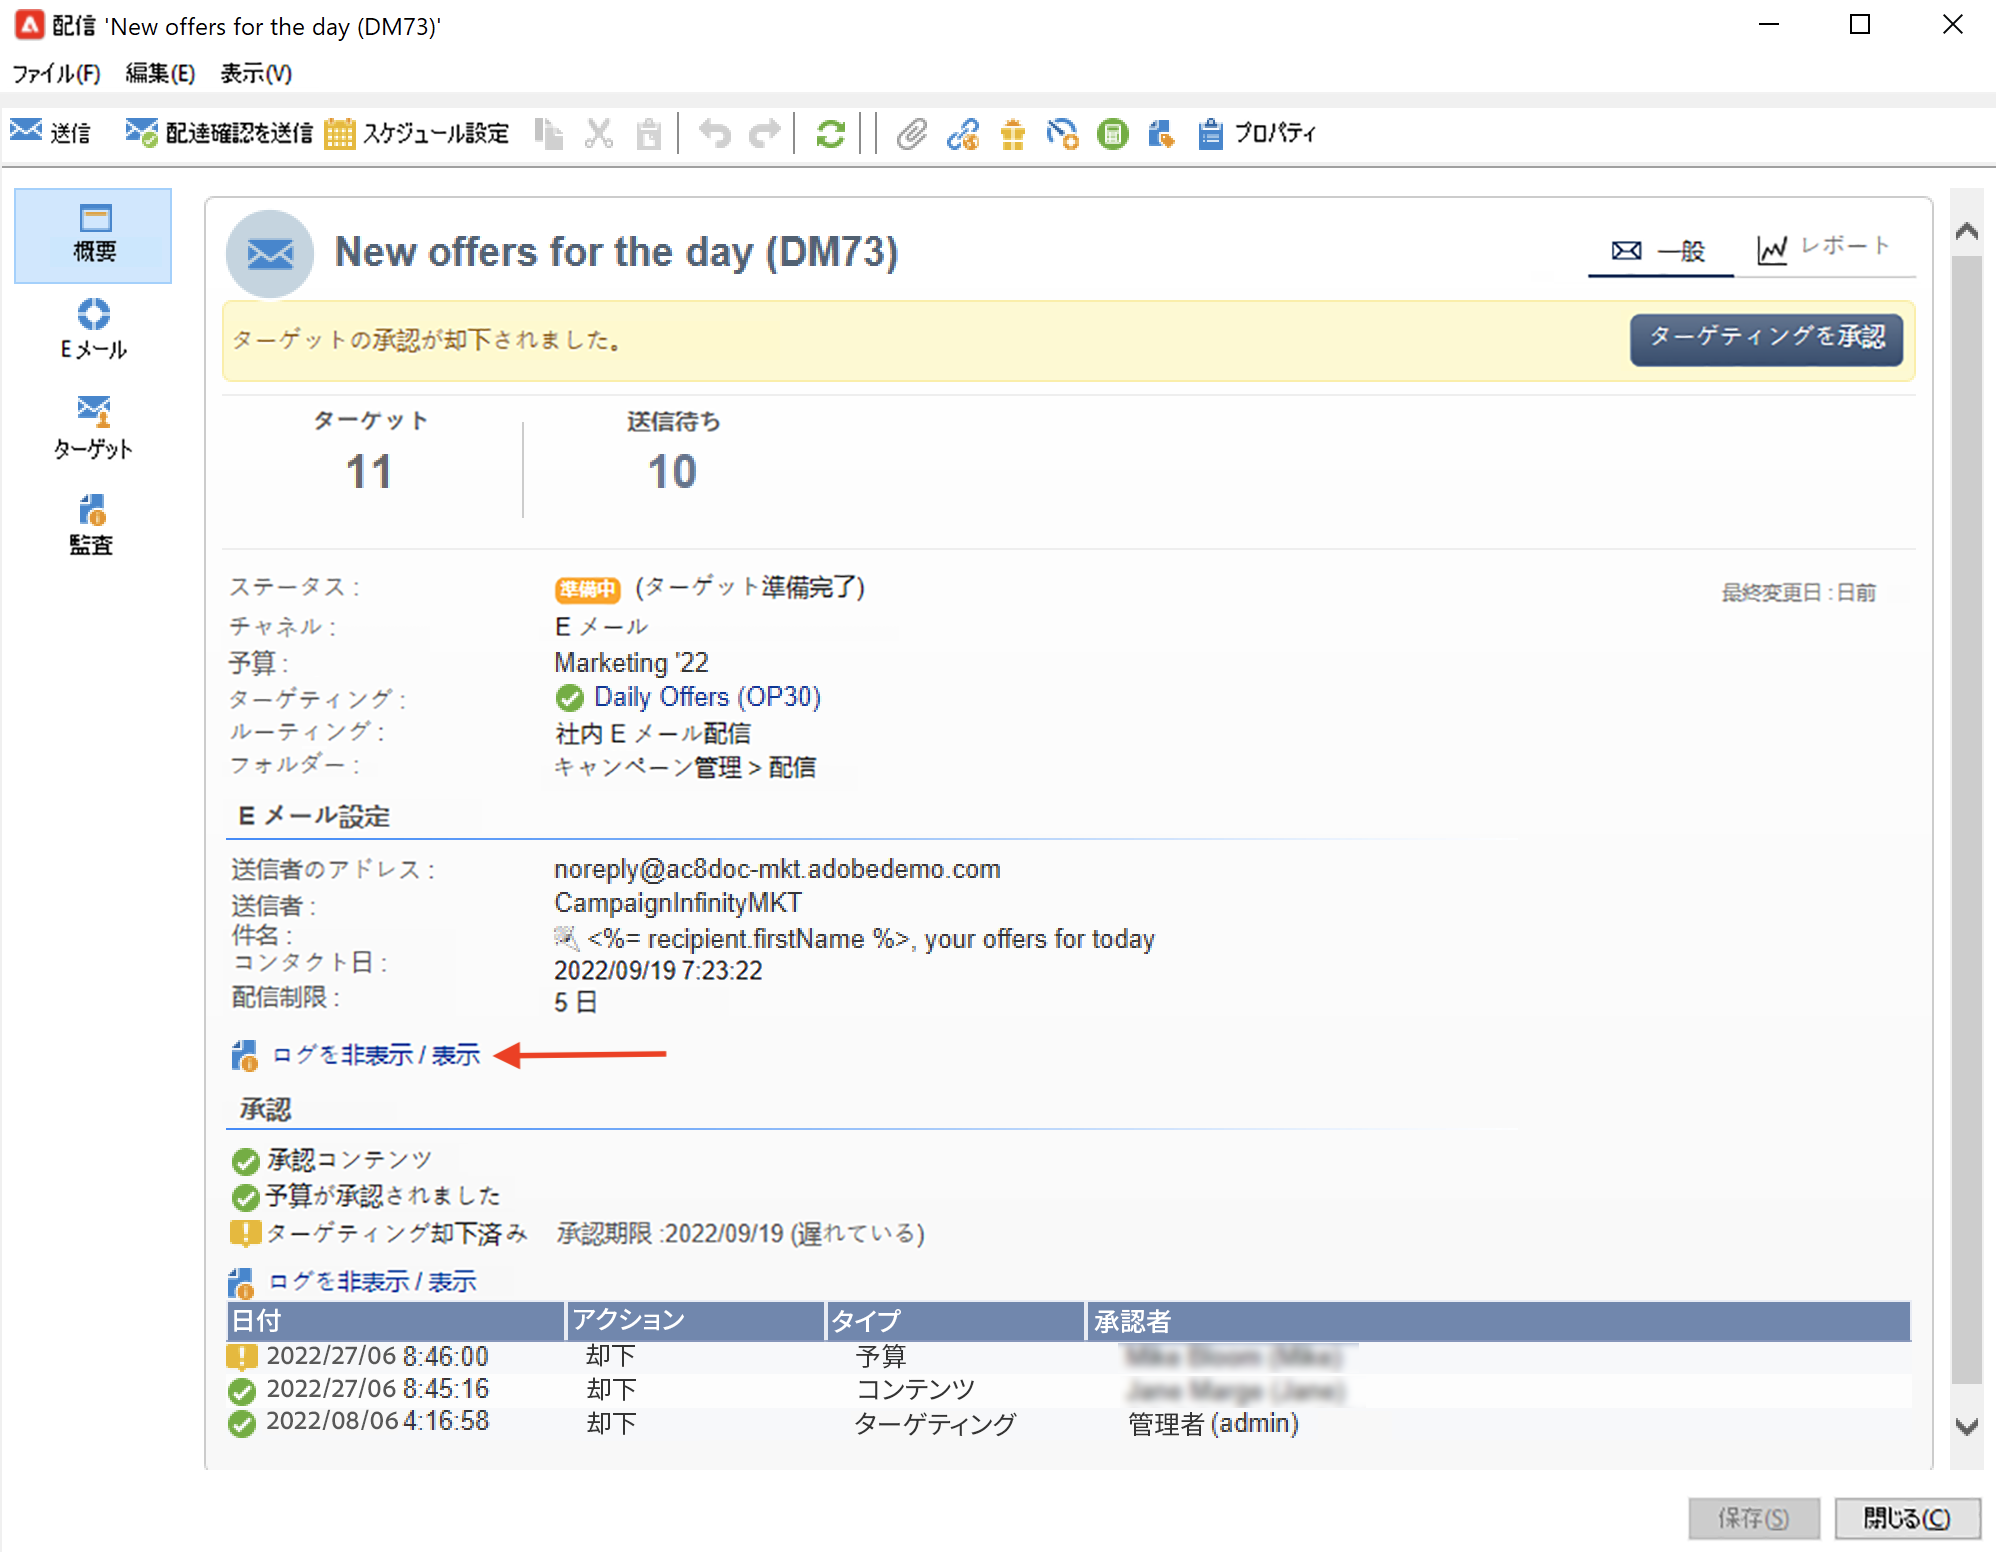 配信 'New offers for the day (DM73)'
ファイル(F) 編集(E) 表示(V)
送信 配達確認を送信 スケジュール設定 プロパティ
概要
E メール
ターゲット
監査
New offers for the day (DM73)
一般 レポート
ターゲットの承認が却下されました。 ターゲティングを承認
ターゲット 送信待ち
11 10
ステータス : 準備中 (ターゲット準備完了) 最終変更日 : 日前
チャネル : E メール
予算 : Marketing '22
ターゲティング : Daily Offers (OP30)
ルーティング : 社内 E メール配信
フォルダー : キャンペーン管理 > 配信
E メール設定
送信者のアドレス : noreply@ac8doc-mkt.adobedemo.com
送信者 : CampaignInfinityMKT
件名 : <%= recipient.firstName %>, your offers for today
コンタクト日 : 2022/09/19 7:23:22
配信制限 : 5 日
ログを非表示 / 表示
承認
承認コンテンツ
予算が承認されました
ターゲティング却下済み 承認期限 :2022/09/19 (遅れている)
ログを非表示 / 表示
日付 アクション タイプ 承認者
2022/27/06 8:46:00 却下 予算
2022/27/06 8:45:16 却下 コンテンツ
2022/08/06 4:16:58 却下 ターゲティング 管理者 (admin)
保存(S) 閉じる(C)